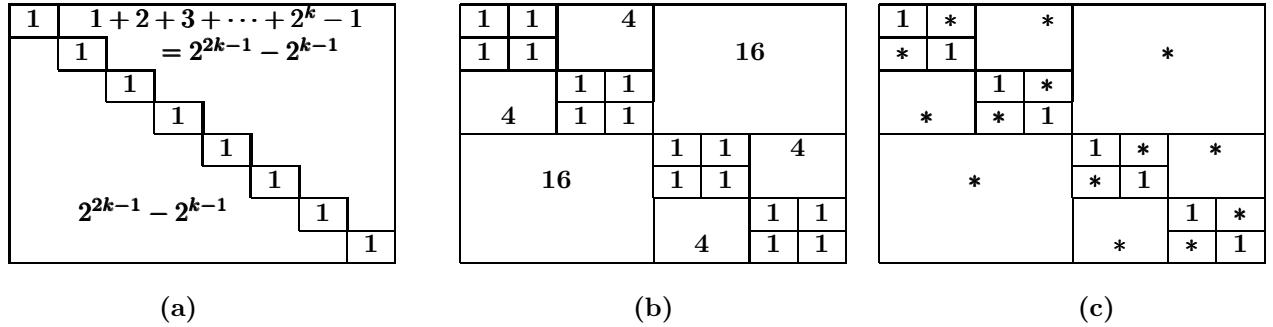 1 1 + 2 + 3 + ⋯ + 2^k − 1
1 = 2^{2k−1} − 2^{k−1}
1
1
1
1
2^{2k−1} − 2^{k−1} 1
1
(a)
1 1 4
1 1 16
1 1
4 1 1
1 1 4
16 1 1
1 1
4 1 1
(b)
1 * *
* 1 *
1 *
* * 1
1 * *
* * 1
1 *
* * 1
(c)